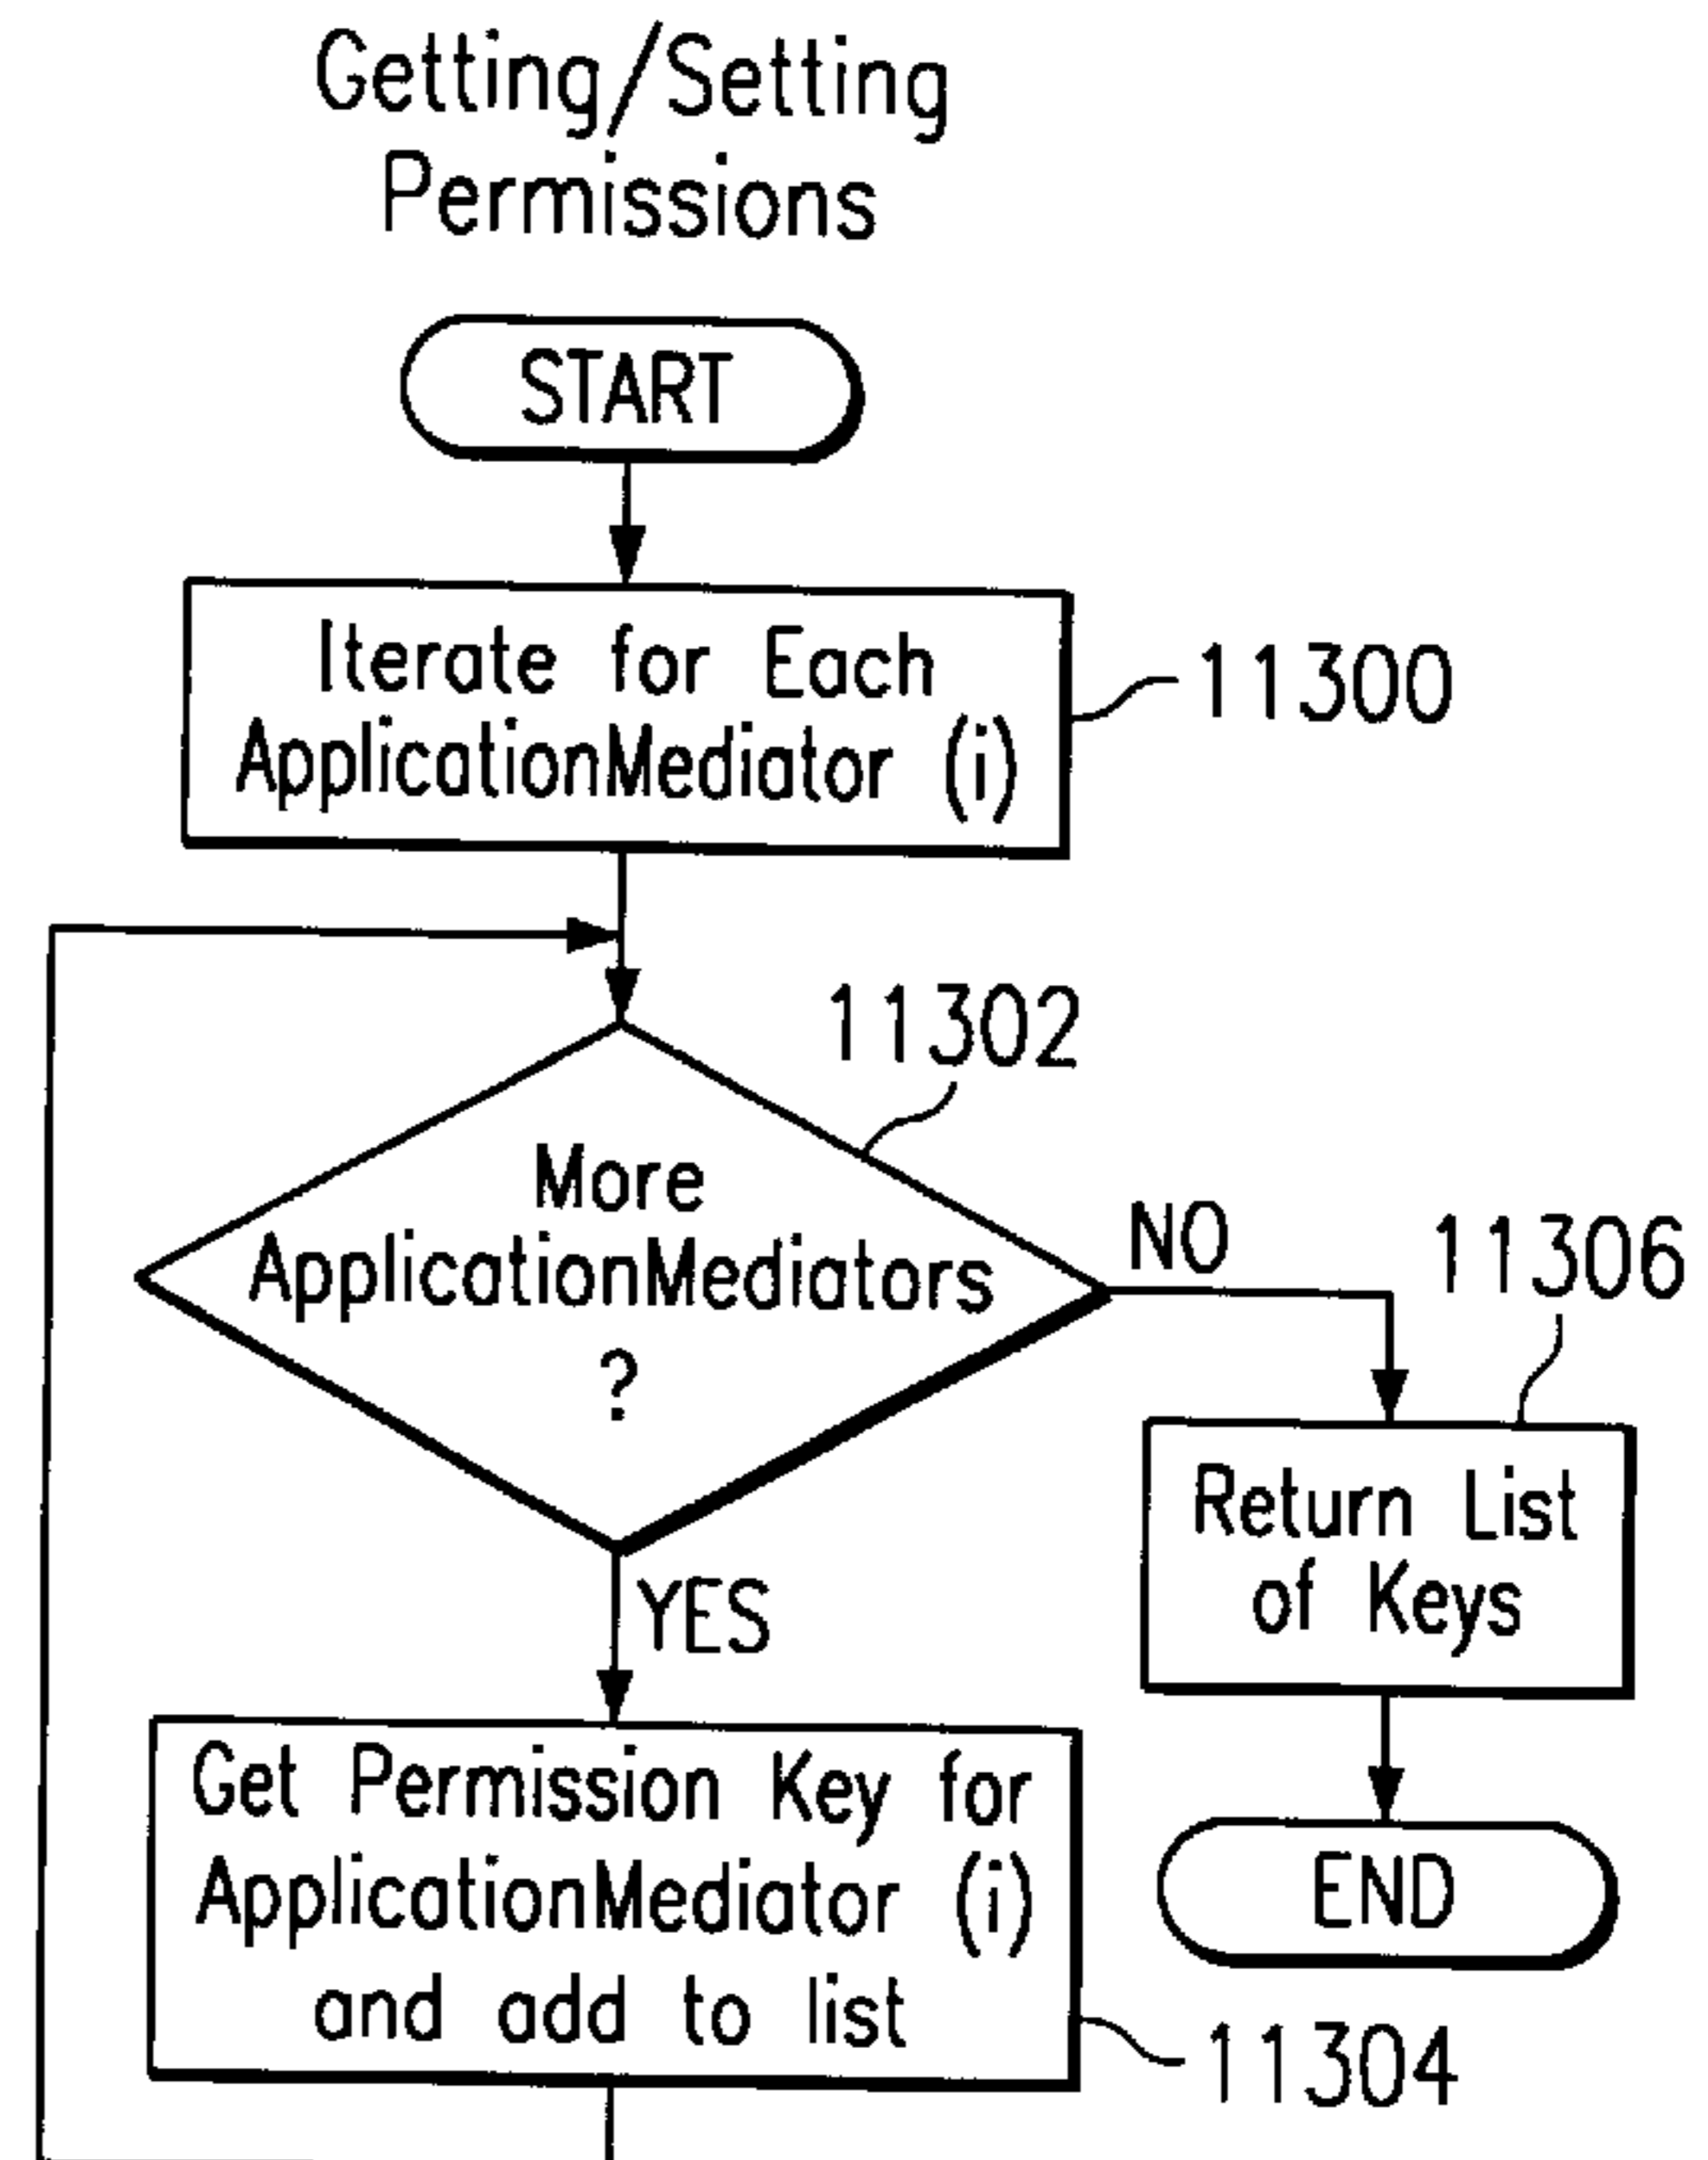 Getting/Setting
Permissions
START
Iterate for Each
ApplicationMediator (i)
11300
11302
More
ApplicationMediators
?
NO
11306
Return List
of Keys
YES
Get Permission Key for
ApplicationMediator (i)
and add to list
END
11304